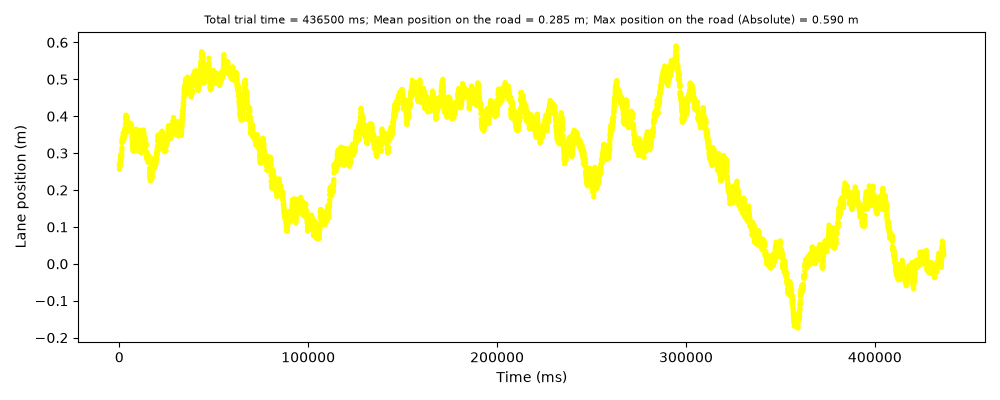 Total trial time = 436500 ms; Mean position on the road = 0.285 m; Max position on the road (Absolute) = 0.590 m
0.6
0.5
0.4
0.3
0.2
0.1
0.0
−0.1
−0.2
Lane position (m)
0 100000 200000 300000 400000
Time (ms)